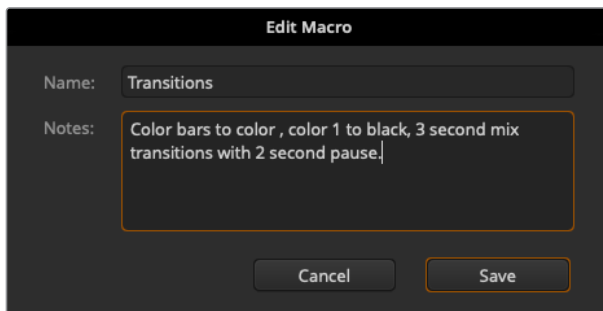 Edit Macro
Name: Transitions
Notes: Color bars to color , color 1 to black, 3 second mix
transitions with 2 second pause.
Cancel Save